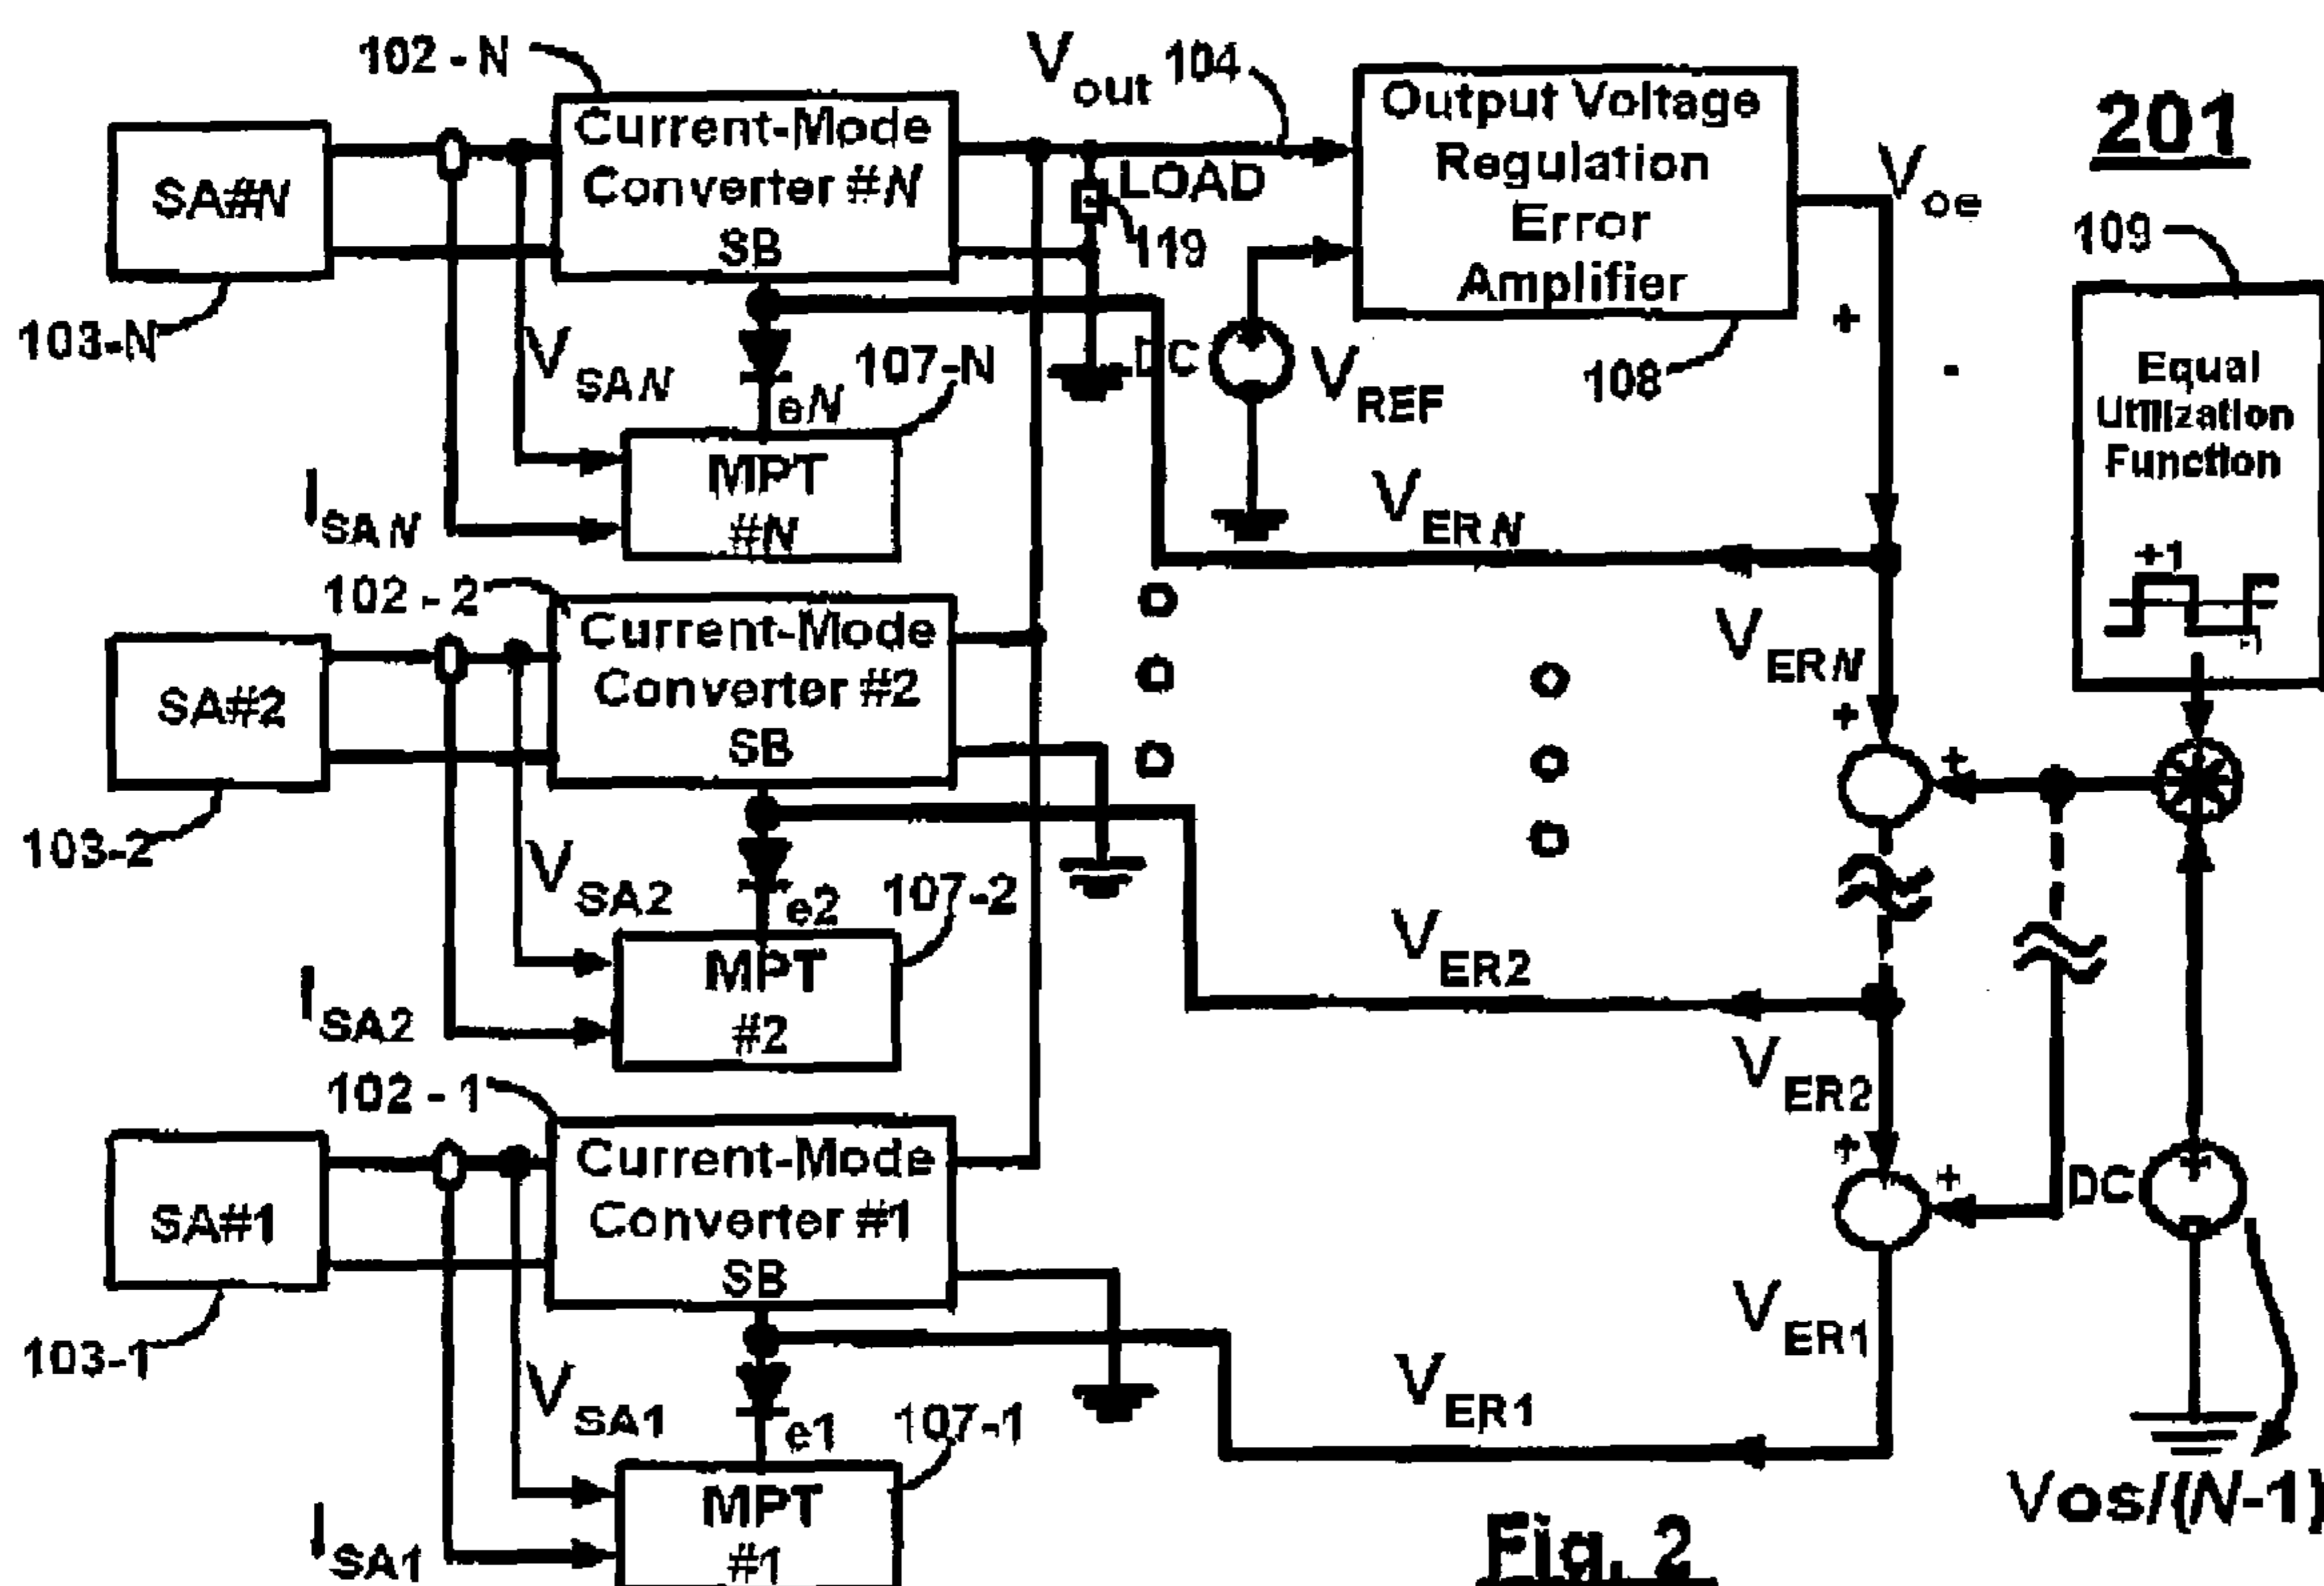 102 - N
V out
104
Output Voltage
Regulation
Error
Amplifier
201
SA#N
Current-Mode
Converter #N
SB
LOAD
119
V oe
109
103-N
V SAN
107-N
eN
DC
V REF
108
+
-
Equal
Utilization
Function
+1
-1
I SAN
MPT
#N
V ERN
V ERN
102 - 2
SA#2
Current-Mode
Converter #2
SB
+
+
103-2
V SA2
e2
107-2
V ER2
V ER2
I SA2
MPT
#2
102 - 1
SA#1
Current-Mode
Converter #1
SB
+
+
DC
+
103-1
V SA1
e1
107-1
V ER1
V ER1
I SA1
MPT
#1
Vos/(N-1)
Fig. 2